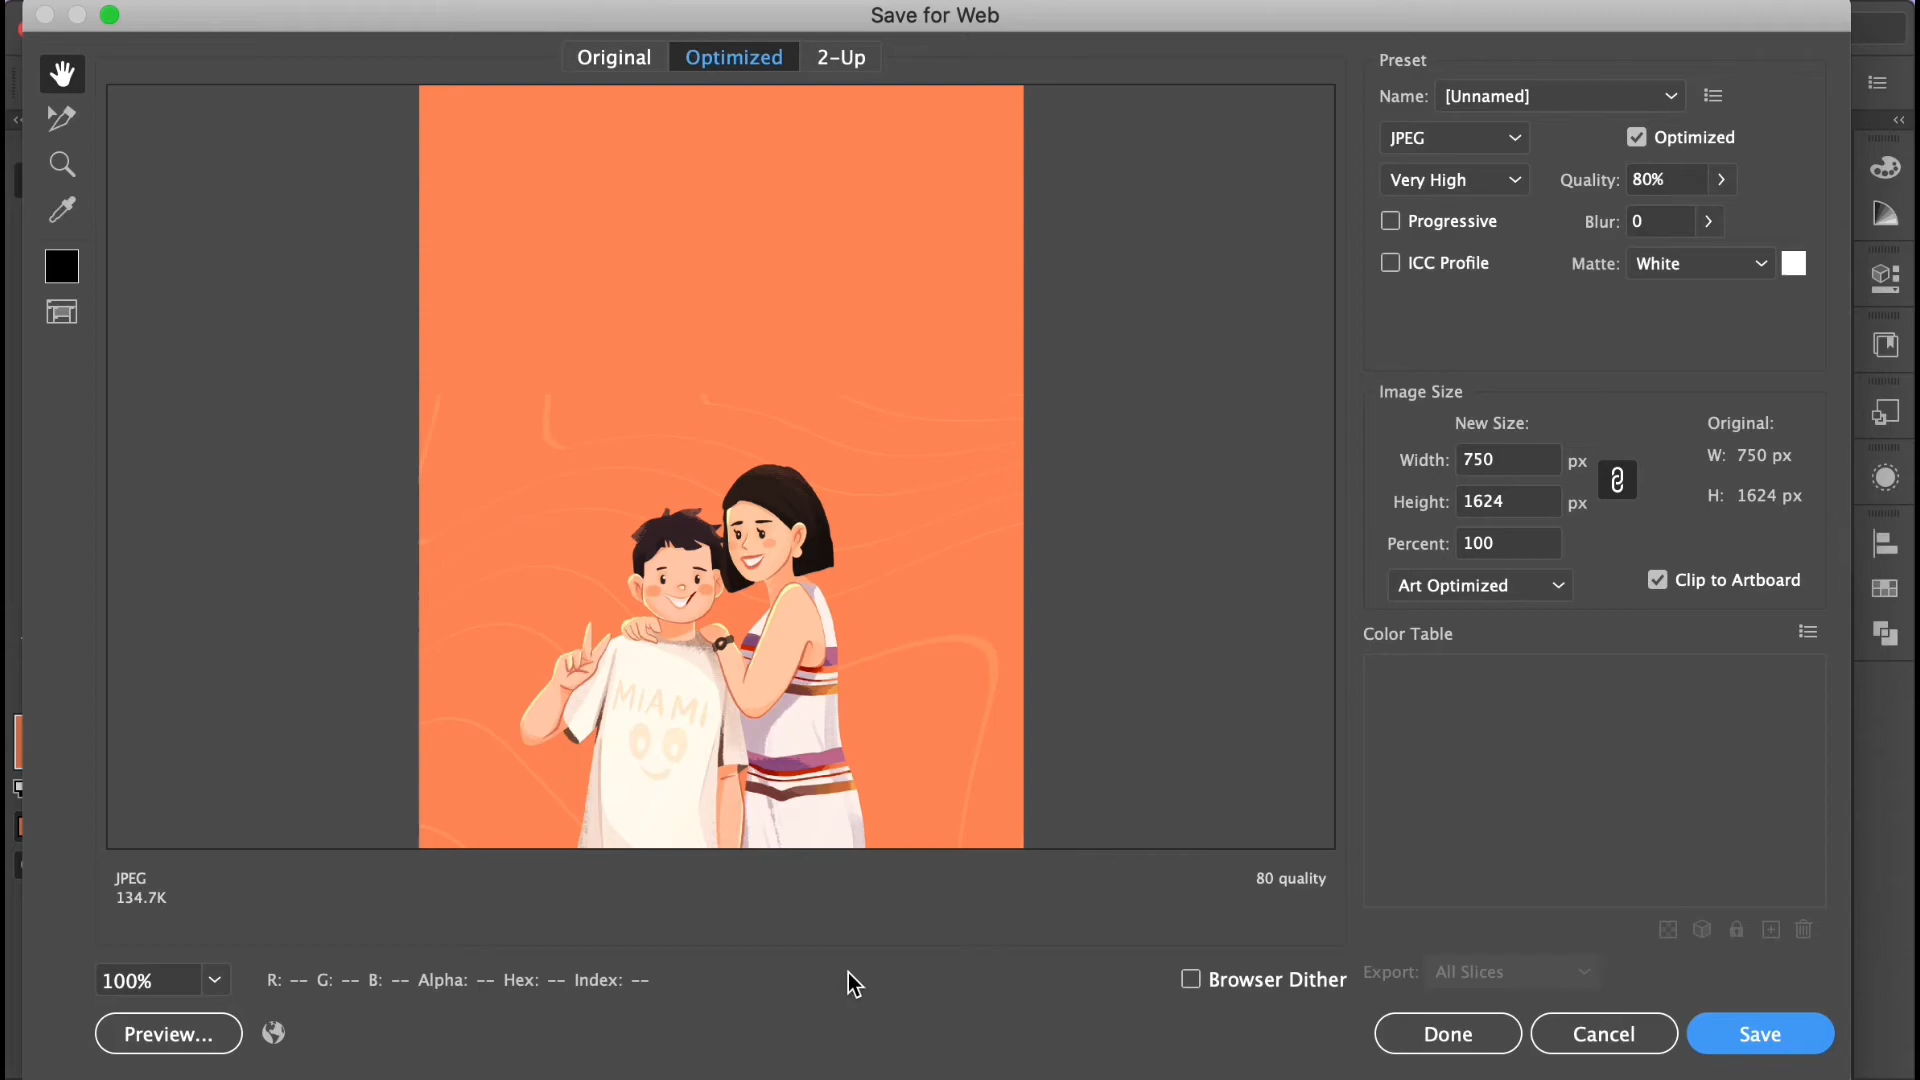 Save for Web
Original
Optimized
2-Up
Preset
Name: [Unnamed]
JPEG
Optimized
Very High
Quality: 80%
Progressive
Blur: 0
ICC Profile
Matte: White
Image Size
New Size:
Original:
Width: 750 px
W: 750 px
Height: 1624 px
H: 1624 px
Percent: 100
Art Optimized
Clip to Artboard
Color Table
MIAMI
JPEG
134.7K
80 quality
100%
R: -- G: -- B: -- Alpha: -- Hex: -- Index: --
Browser Dither
Export: All Slices
Preview...
Done
Cancel
Save